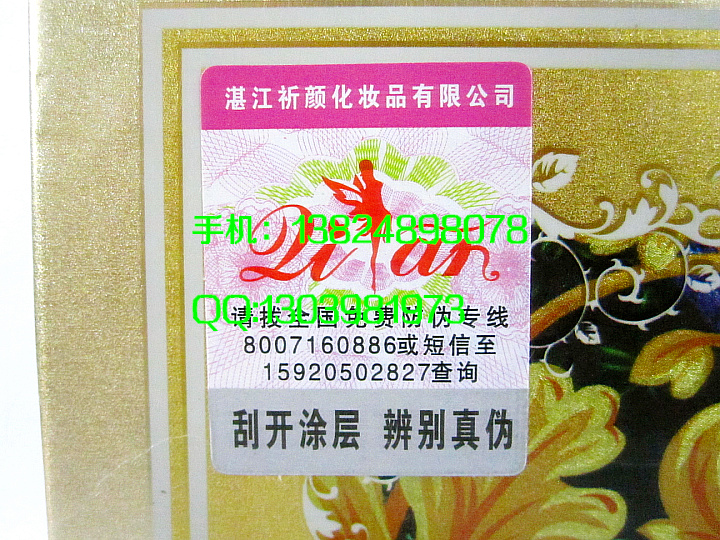 湛江祈颜化妆品有限公司
手机：13824898078
Qi Yan
QQ:13039981973
请拨全国免费防伪专线
8007160886或短信至
15920502827查询
刮开涂层 辨别真伪